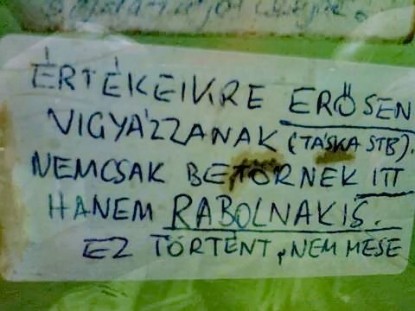 ÉRTÉKEIKRE ERŐSEN
VIGYÁZZANAK (TÁSKA STB).
NEMCSAK BETÖRNEK ITT
HANEM RABOLNAK IS.
EZ TÖRTÉNT, NEM MESE